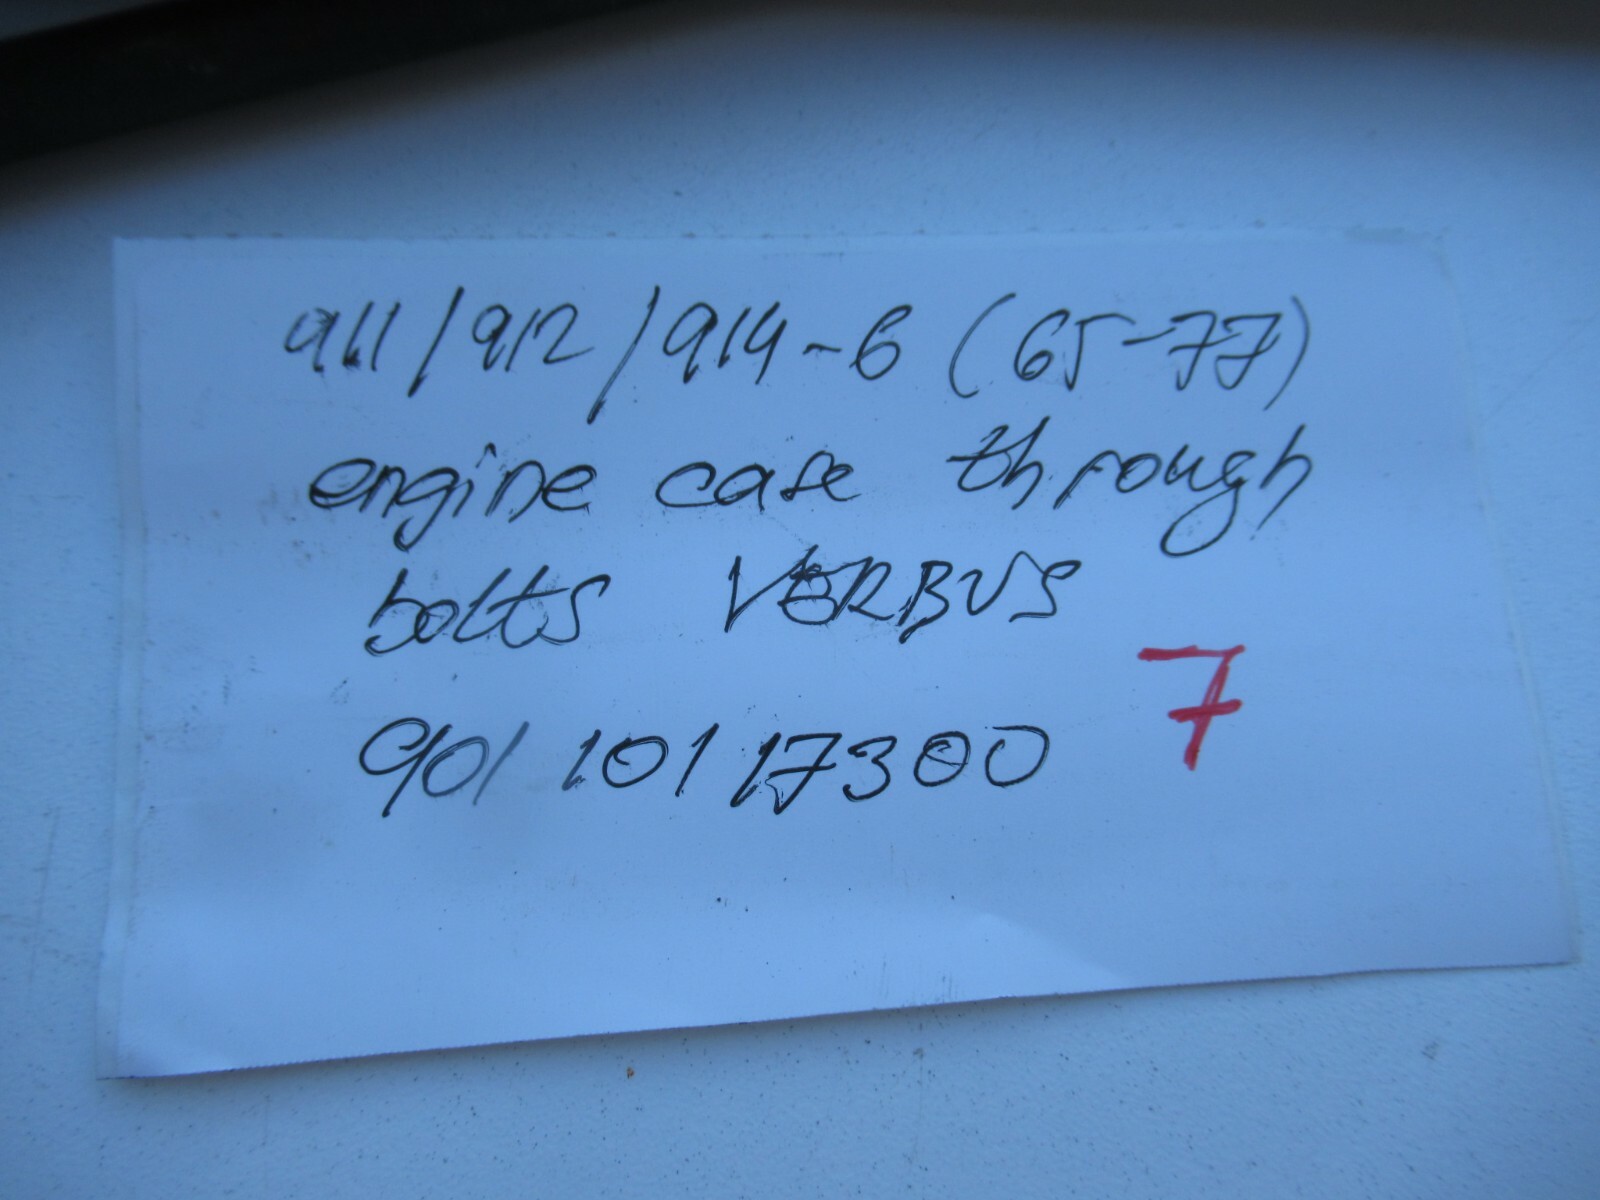 911/912/914-6 (65-77)
engine case through
bolts VERBUS
7
901 101 17300